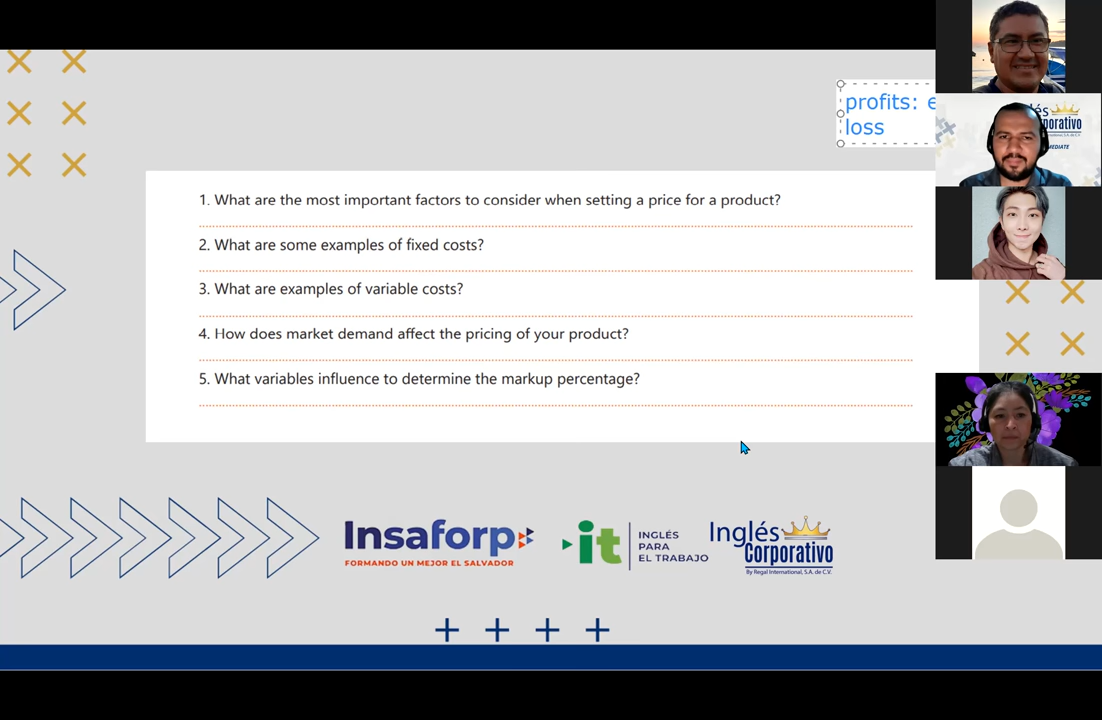 profits:
loss
1. What are the most important factors to consider when setting a price for a product?
2. What are some examples of fixed costs?
3. What are examples of variable costs?
4. How does market demand affect the pricing of your product?
5. What variables influence to determine the markup percentage?
Insaforp
FORMANDO UN MEJOR EL SALVADOR
it
INGLÉS
PARA
EL TRABAJO
Inglés
Corporativo
By Regal International, S.A. de C.V.